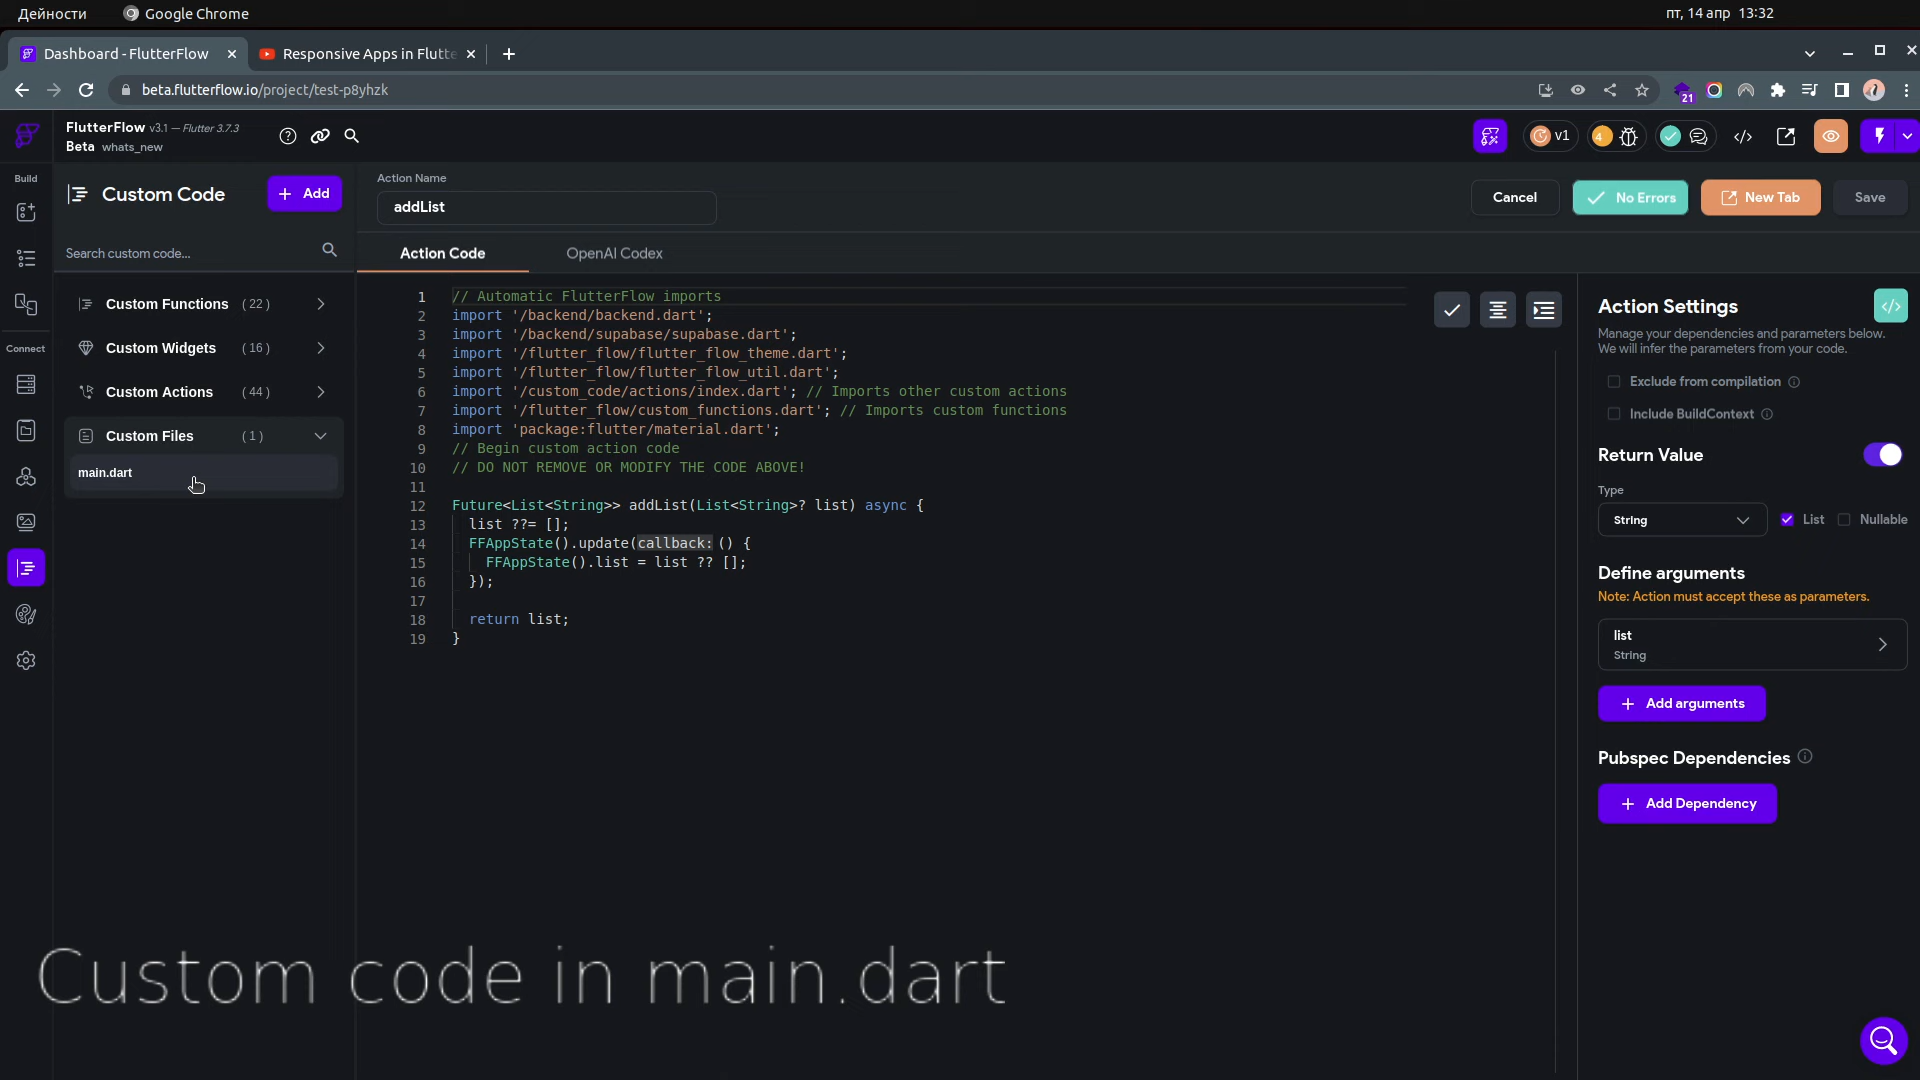 Дейности
Google Chrome
пт, 14 апр 13:32
Dashboard - FlutterFlow
Responsive Apps in Flutte
beta.flutterflow.io/project/test-p8yhzk
21
FlutterFlow v3.1 — Flutter 3.7.3
Beta whats_new
v1
4
Build
Connect
Custom Code
+ Add
Search custom code...
Custom Functions (22)
Custom Widgets (16)
Custom Actions (44)
Custom Files (1)
main.dart
Action Name
addList
Cancel
No Errors
New Tab
Save
Action Code
OpenAI Codex
1 // Automatic FlutterFlow imports
2 import '/backend/backend.dart';
3 import '/backend/supabase/supabase.dart';
4 import '/flutter_flow/flutter_flow_theme.dart';
5 import '/flutter_flow/flutter_flow_util.dart';
6 import '/custom_code/actions/index.dart'; // Imports other custom actions
7 import '/flutter_flow/custom_functions.dart'; // Imports custom functions
8 import 'package:flutter/material.dart';
9 // Begin custom action code
10 // DO NOT REMOVE OR MODIFY THE CODE ABOVE!
11
12 Future<List<String>> addList(List<String>? list) async {
13 list ??= [];
14 FFAppState().update(callback: () {
15 FFAppState().list = list ?? [];
16 });
17
18 return list;
19 }
Action Settings
Manage your dependencies and parameters below.
We will infer the parameters from your code.
Exclude from compilation
Include BuildContext
Return Value
Type
String
List
Nullable
Define arguments
Note: Action must accept these as parameters.
list
String
+ Add arguments
Pubspec Dependencies
+ Add Dependency
Custom code in main.dart